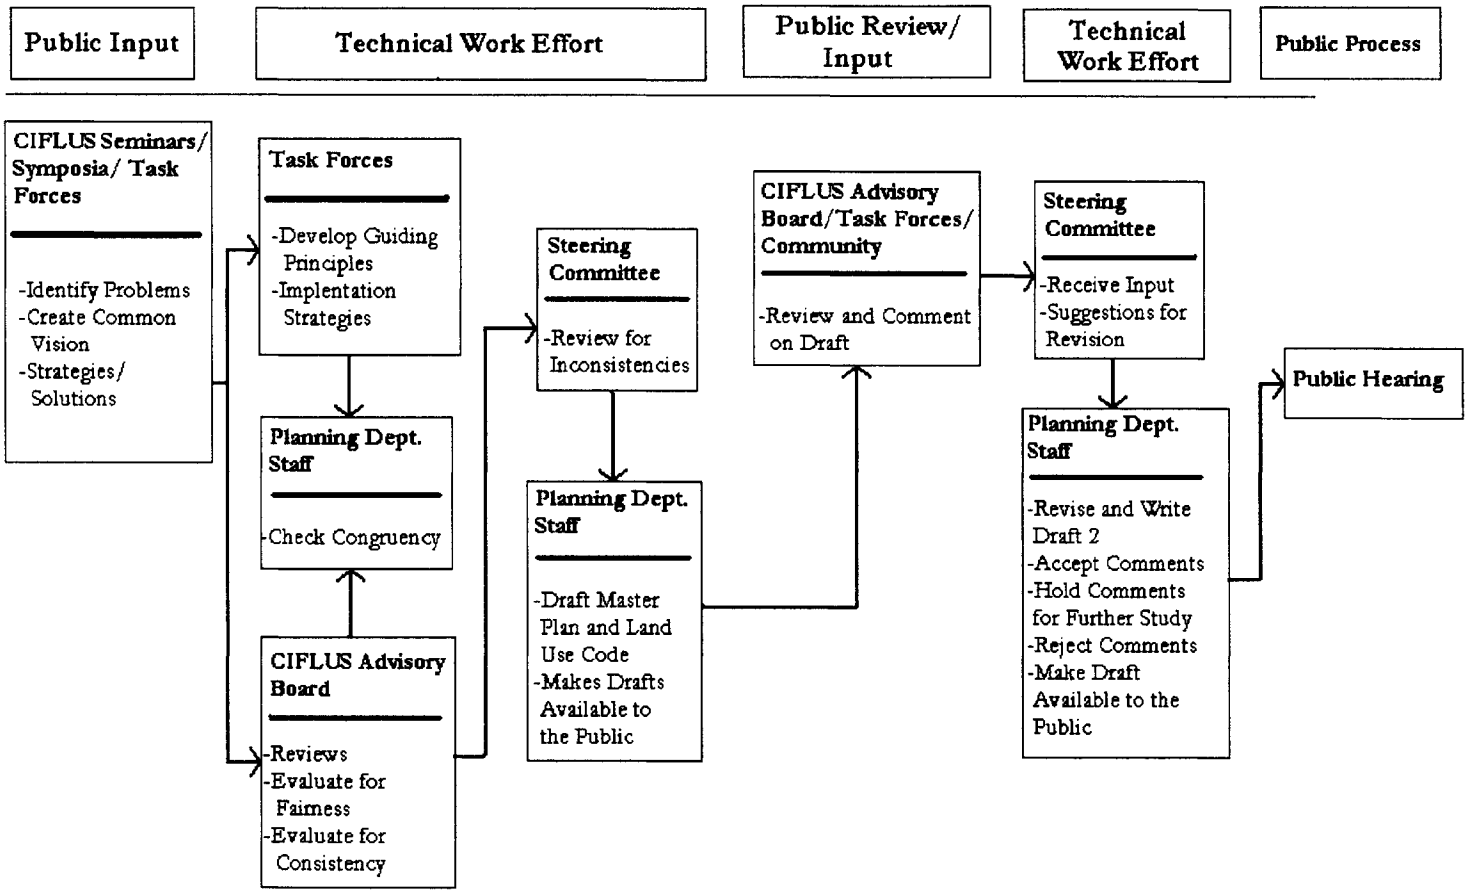 Public Input
Technical Work Effort
Public Review/
Input
Technical
Work Effort
Public Process
CIFLUS Seminars/
Symposia/ Task
Forces
-Identify Problems
-Create Common
Vision
-Strategies/
Solutions
Task Forces
-Develop Guiding
Principles
-Implentation
Strategies
Planning Dept.
Staff
-Check Congruency
CIFLUS Advisory
Board
-Reviews
-Evaluate for
Fairness
-Evaluate for
Consistency
Steering
Committee
-Review for
Inconsistencies
Planning Dept.
Staff
-Draft Master
Plan and Land
Use Code
-Makes Drafts
Available to
the Public
CIFLUS Advisory
Board/Task Forces/
Community
-Review and Comment
on Draft
Steering
Committee
-Receive Input
-Suggestions for
Revision
Planning Dept.
Staff
-Revise and Write
Draft 2
-Accept Comments
-Hold Comments
for Further Study
-Reject Comments
-Make Draft
Available to the
Public
Public Hearing